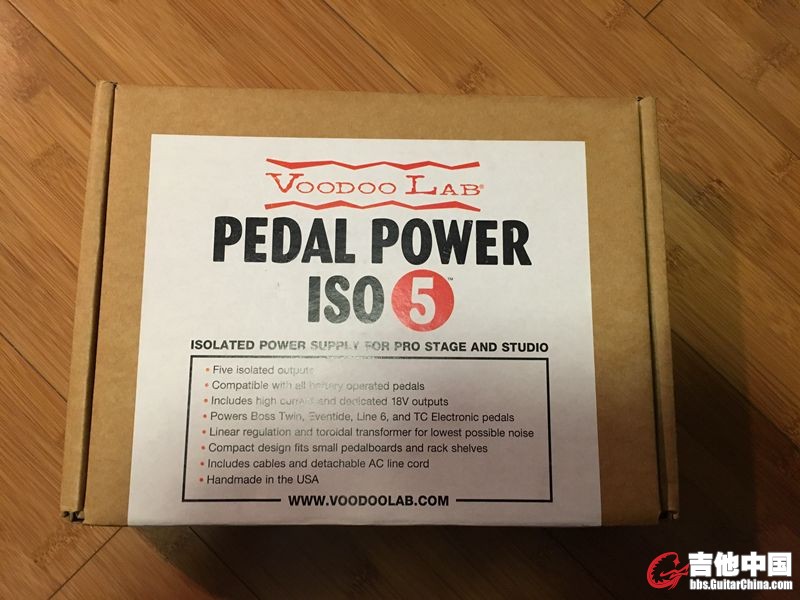 VOODOO LAB®
PEDAL POWER
ISO 5™
ISOLATED POWER SUPPLY FOR PRO STAGE AND STUDIO
• Five isolated outputs
• Compatible with all battery operated pedals
• Includes high current and dedicated 18V outputs
• Powers Boss Twin, Eventide, Line 6, and TC Electronic pedals
• Linear regulation and toroidal transformer for lowest possible noise
• Compact design fits small pedalboards and rack shelves
• Includes cables and detachable AC line cord
• Handmade in the USA
WWW.VOODOOLAB.COM
吉他中国
bbs.GuitarChina.com